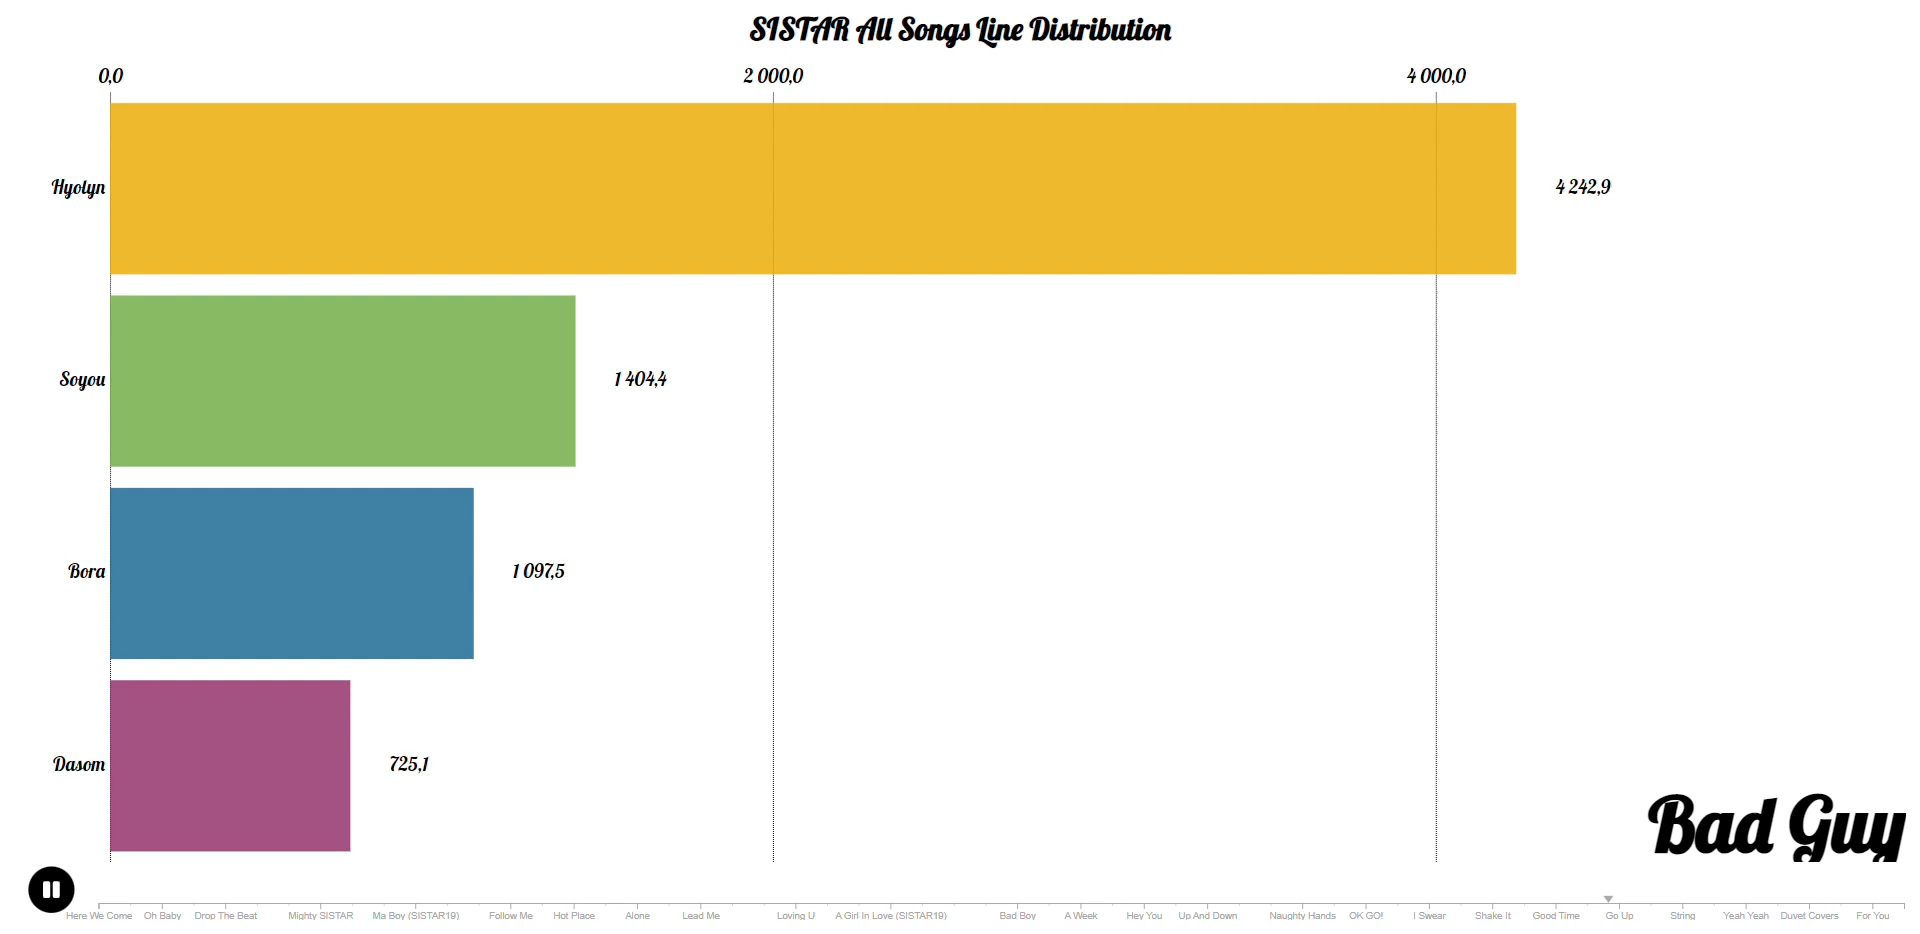 SISTAR All Songs Line Distribution
0,0 2 000,0 4 000,0
Hyolyn 4 242,9
Soyou 1 404,4
Bora 1 097,5
Dasom 725,1
Bad Guy
Here We Come Oh Baby Drop The Beat Mighty SISTAR Ma Boy (SISTAR19) Follow Me Hot Place Alone Lead Me Loving U A Girl In Love (SISTAR19) Bad Boy A Week Hey You Up And Down Naughty Hands OK GO! I Swear Shake It Good Time Go Up String Yeah Yeah Duvet Covers For You